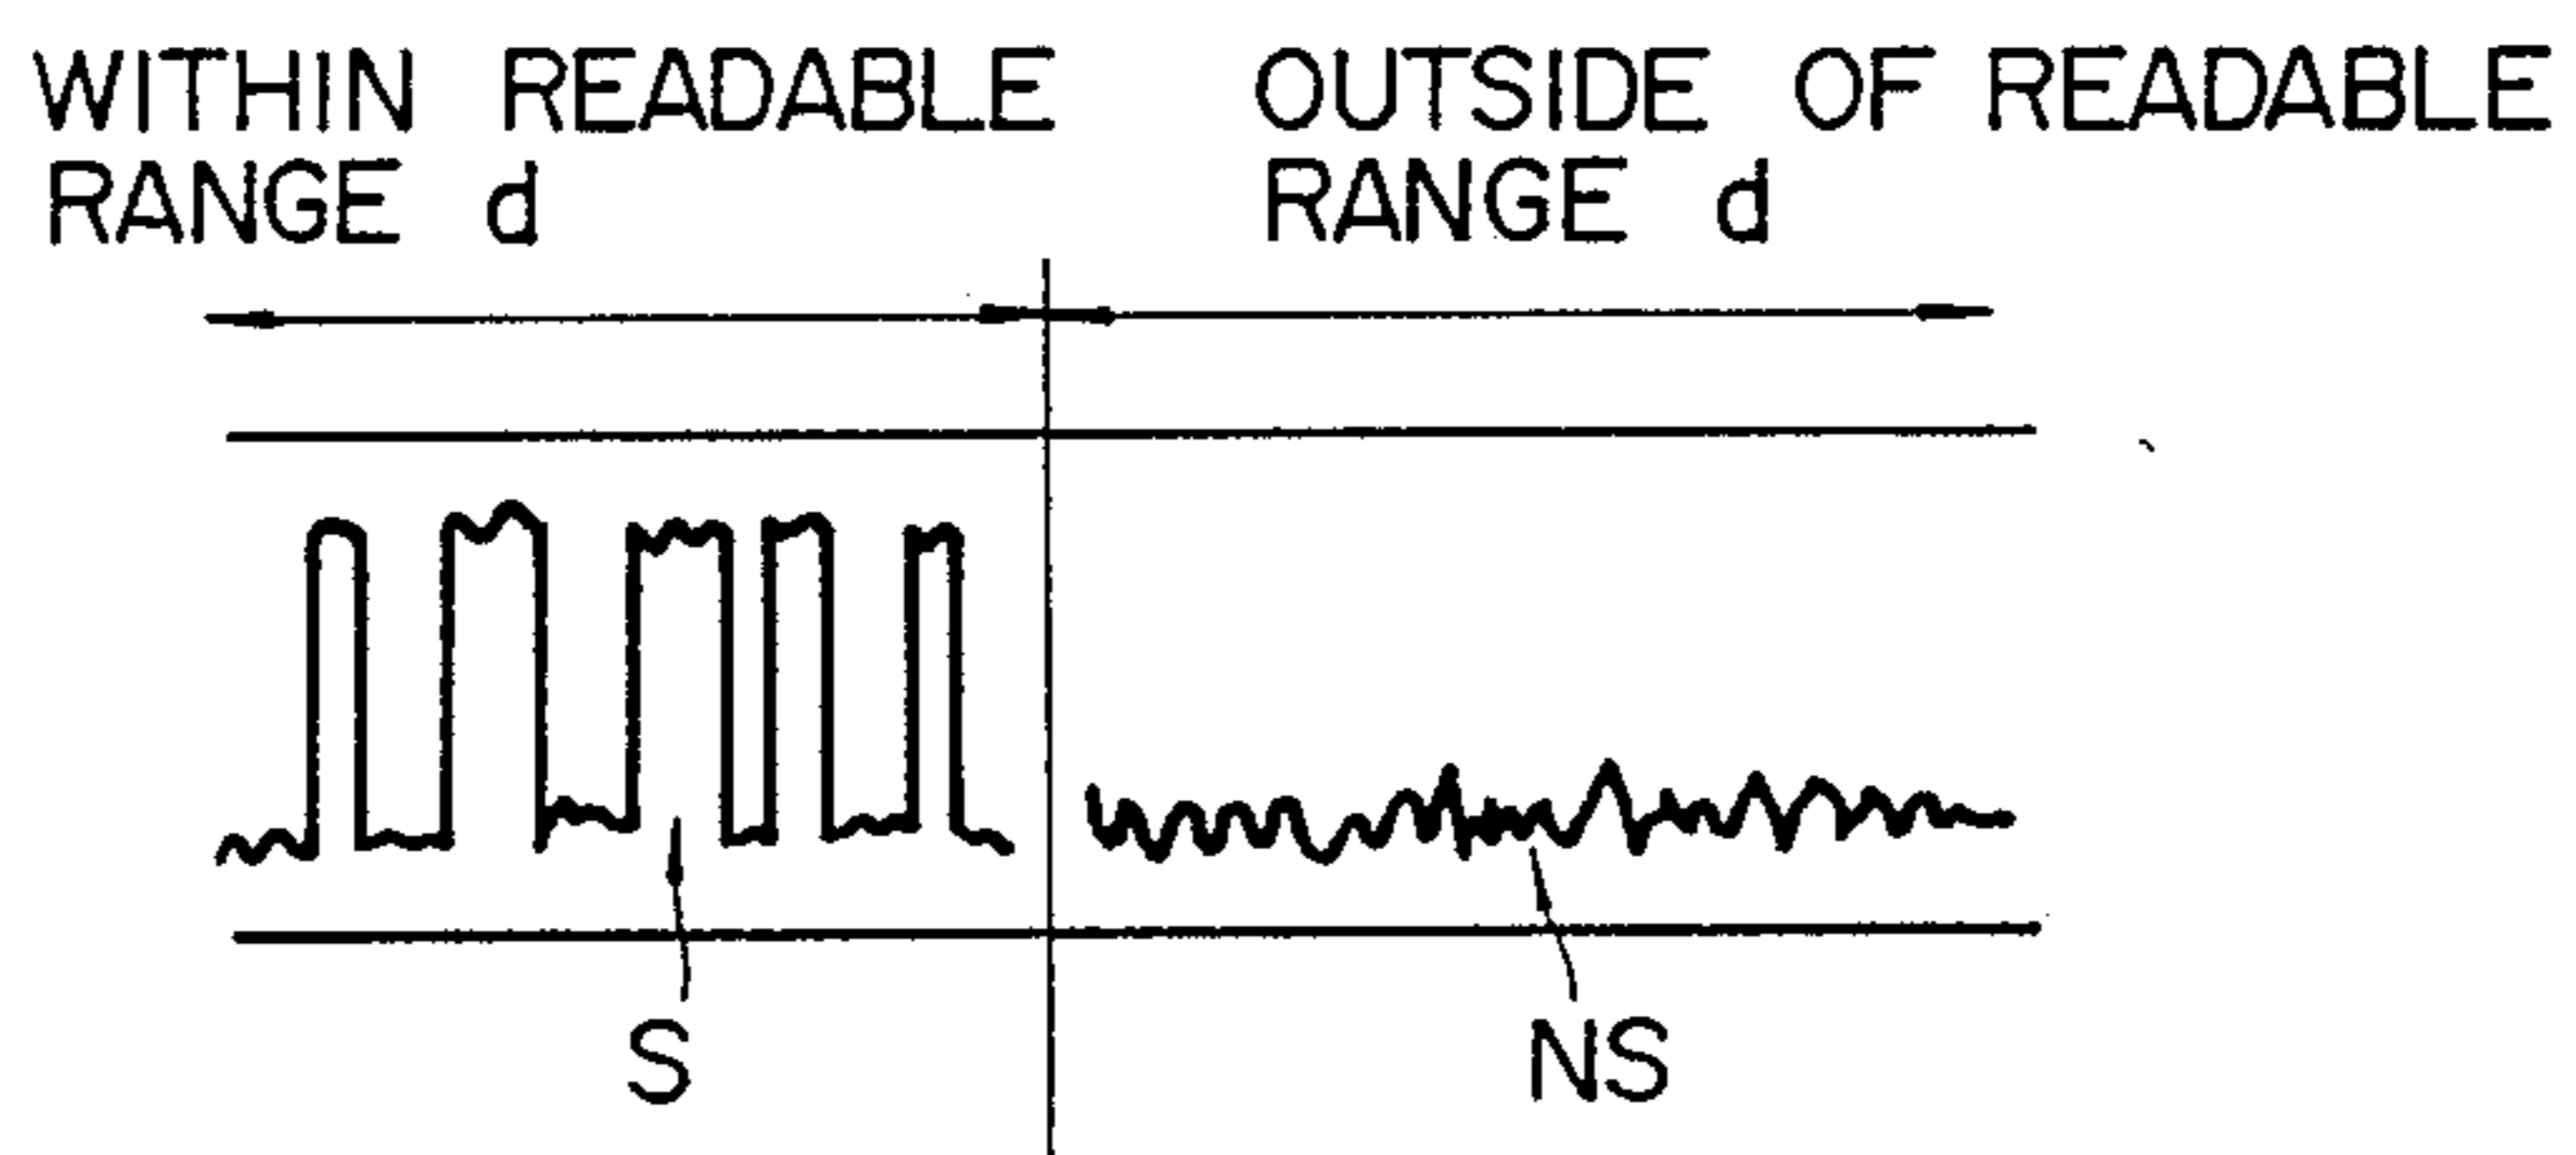 WITHIN READABLE
RANGE d
OUTSIDE OF READABLE
RANGE d
S
NS